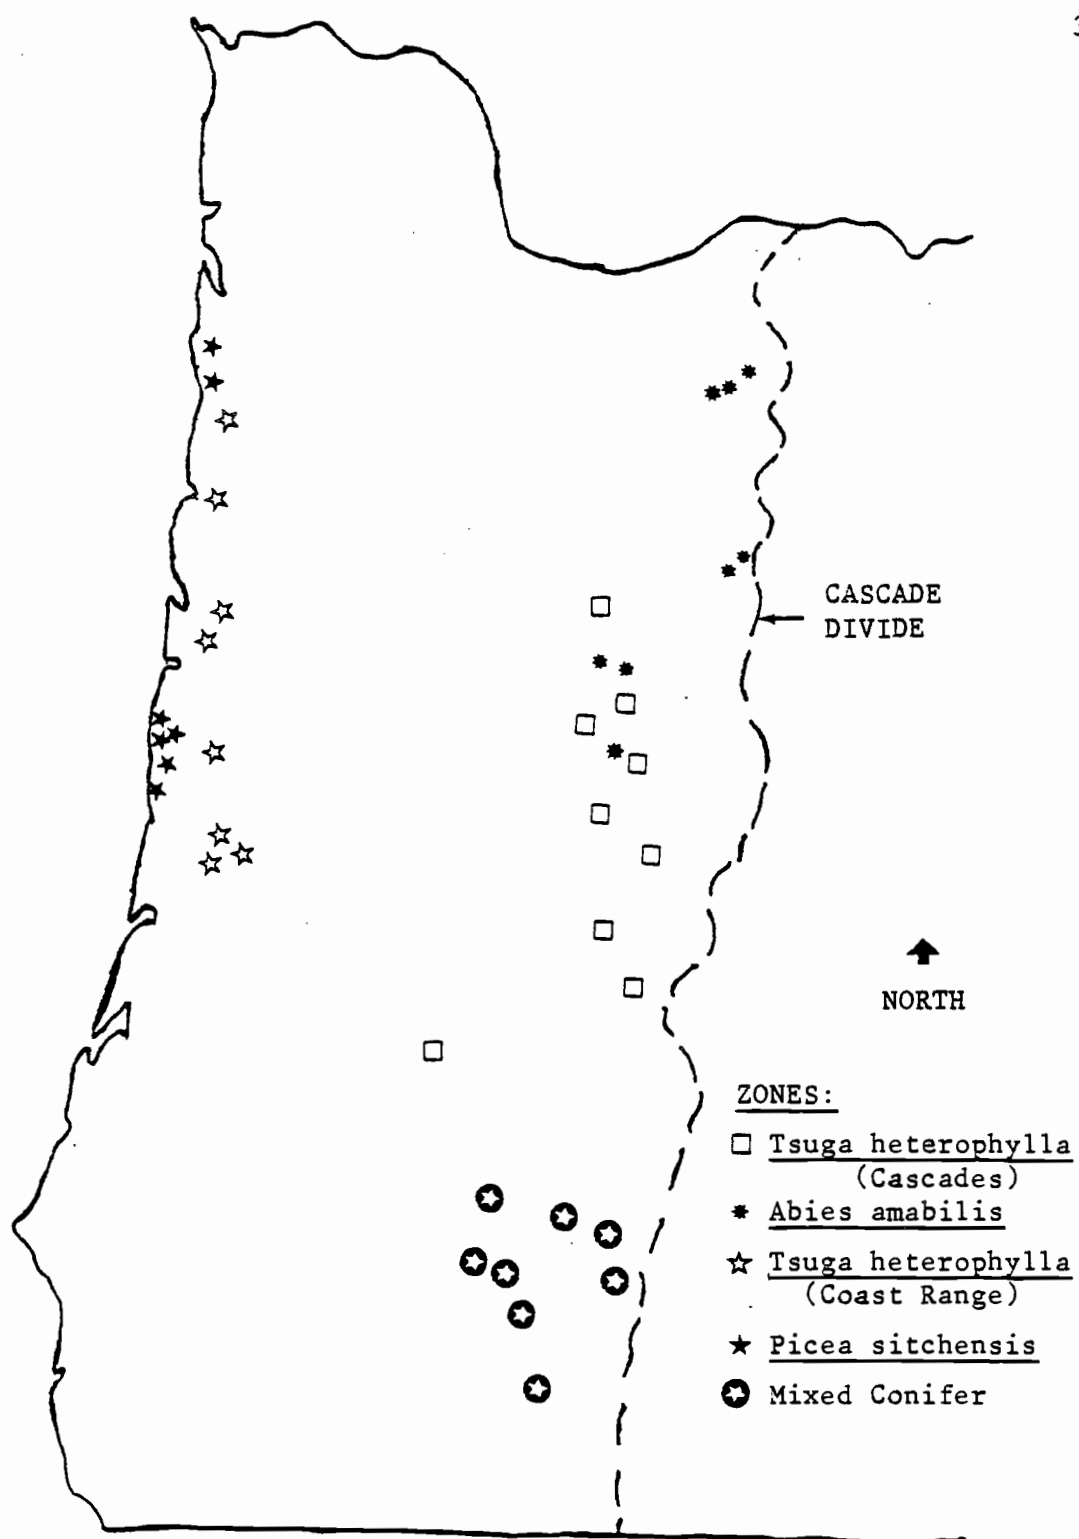 3
CASCADE
DIVIDE
NORTH
ZONES:
Tsuga heterophylla
(Cascades)
Abies amabilis
Tsuga heterophylla
(Coast Range)
Picea sitchensis
Mixed Conifer